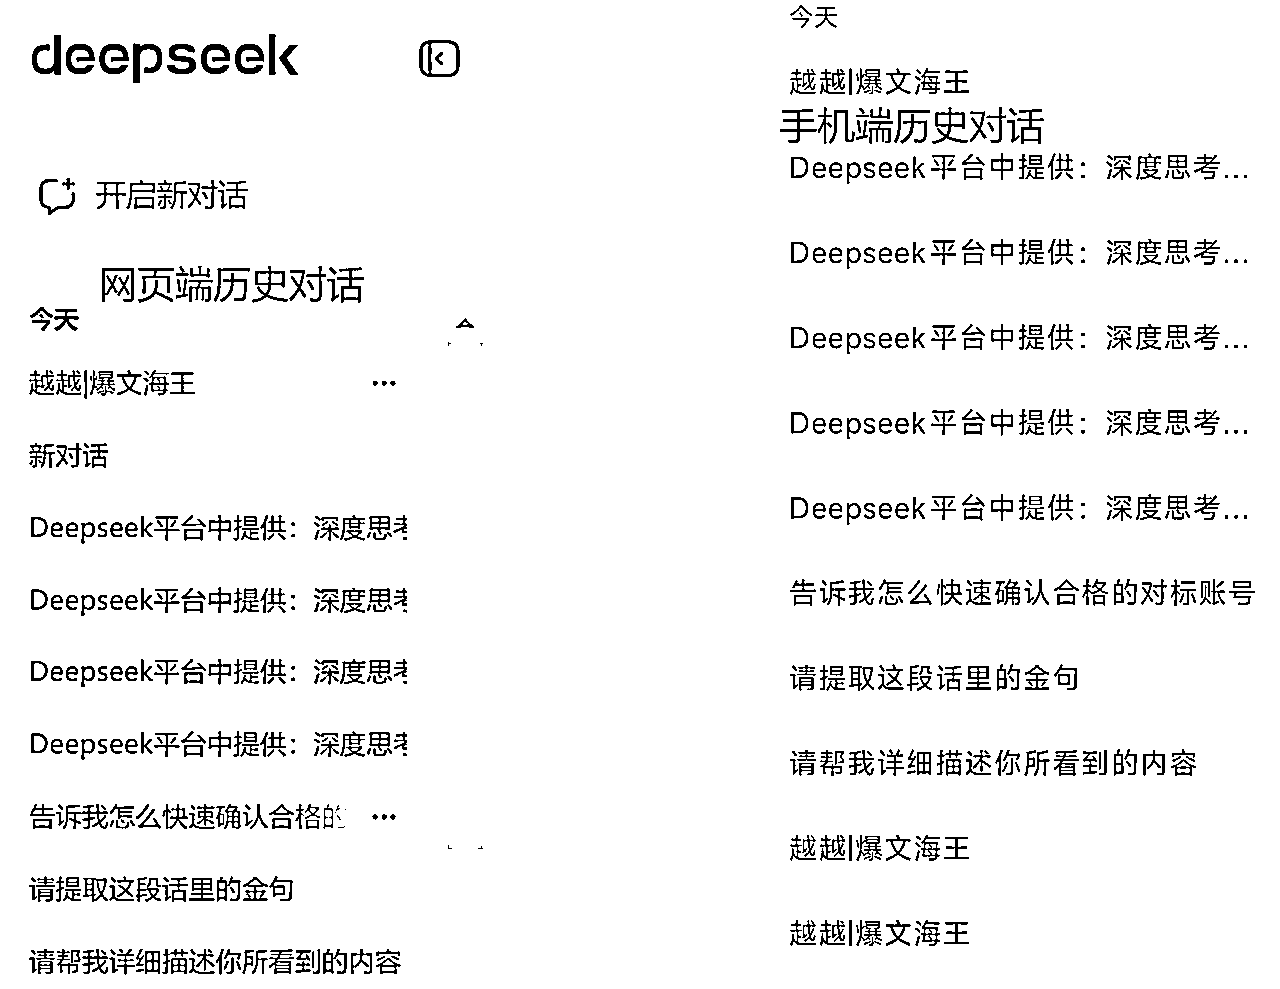 deepseek
开启新对话
网页端历史对话
今天
越越|爆文海王
新对话
Deepseek平台中提供：深度思考
Deepseek平台中提供：深度思考
Deepseek平台中提供：深度思考
Deepseek平台中提供：深度思考
告诉我怎么快速确认合格的
请提取这段话里的金句
请帮我详细描述你所看到的内容
今天
越越|爆文海王
手机端历史对话
Deepseek平台中提供：深度思考...
Deepseek平台中提供：深度思考...
Deepseek平台中提供：深度思考...
Deepseek平台中提供：深度思考...
Deepseek平台中提供：深度思考...
告诉我怎么快速确认合格的对标账号
请提取这段话里的金句
请帮我详细描述你所看到的内容
越越|爆文海王
越越|爆文海王